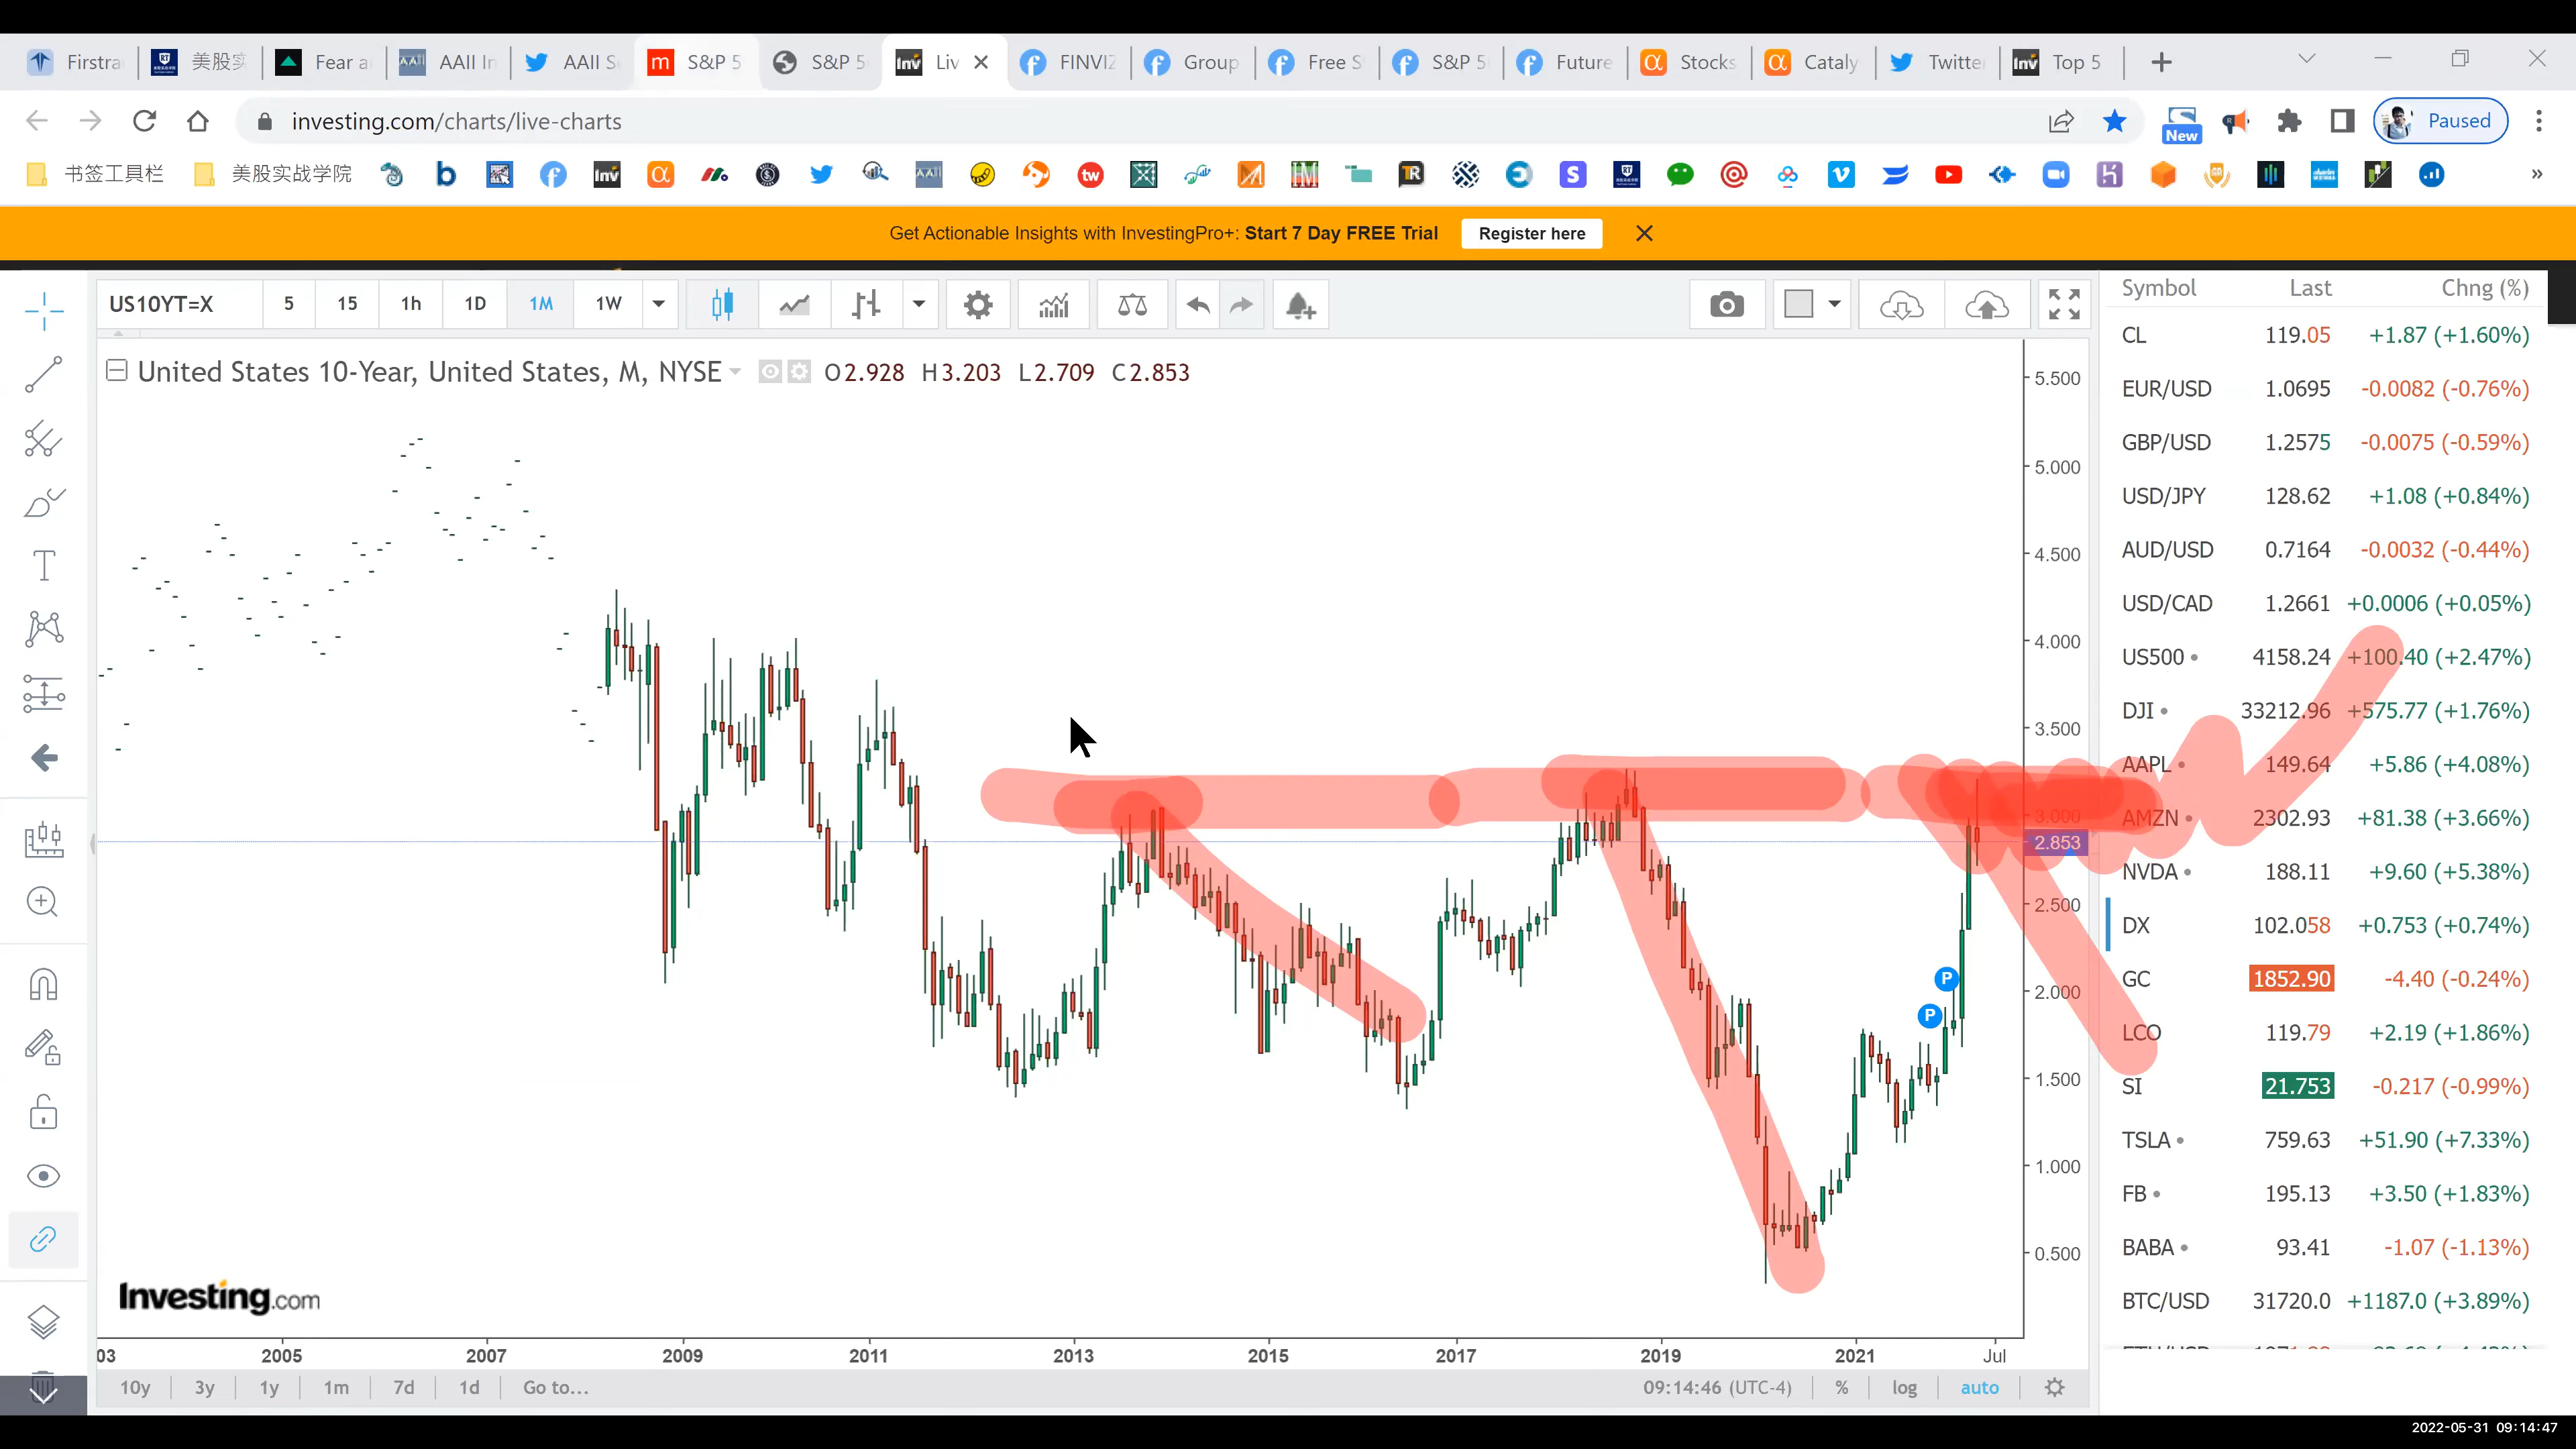 Firstra
美股实
Fear a
AAII In
AAII S
S&P 5
S&P 5
Liv
FINVIZ
Group
Free S
S&P 5
Future
Stocks
Cataly
Twitte
Top 5
investing.com/charts/live-charts
New
Paused
书签工具栏
美股实战学院
Get Actionable Insights with InvestingPro+: Start 7 Day FREE Trial
Register here
US10YT=X 5 15 1h 1D 1M 1W
United States 10-Year, United States, M, NYSE O2.928 H3.203 L2.709 C2.853
5.500
5.000
4.500
4.000
3.500
3.000
2.853
2.500
2.000
1.500
1.000
0.500
P
P
Investing.com
03 2005 2007 2009 2011 2013 2015 2017 2019 2021 Jul
10y 3y 1y 1m 7d 1d Go to... 09:14:46 (UTC-4) % log auto
Symbol Last Chng (%)
CL 119.05 +1.87 (+1.60%)
EUR/USD 1.0695 -0.0082 (-0.76%)
GBP/USD 1.2575 -0.0075 (-0.59%)
USD/JPY 128.62 +1.08 (+0.84%)
AUD/USD 0.7164 -0.0032 (-0.44%)
USD/CAD 1.2661 +0.0006 (+0.05%)
US500 4158.24 +100.40 (+2.47%)
DJI 33212.96 +575.77 (+1.76%)
AAPL 149.64 +5.86 (+4.08%)
AMZN 2302.93 +81.38 (+3.66%)
NVDA 188.11 +9.60 (+5.38%)
DX 102.058 +0.753 (+0.74%)
GC 1852.90 -4.40 (-0.24%)
LCO 119.79 +2.19 (+1.86%)
SI 21.753 -0.217 (-0.99%)
TSLA 759.63 +51.90 (+7.33%)
FB 195.13 +3.50 (+1.83%)
BABA 93.41 -1.07 (-1.13%)
BTC/USD 31720.0 +1187.0 (+3.89%)
2022-05-31 09:14:47